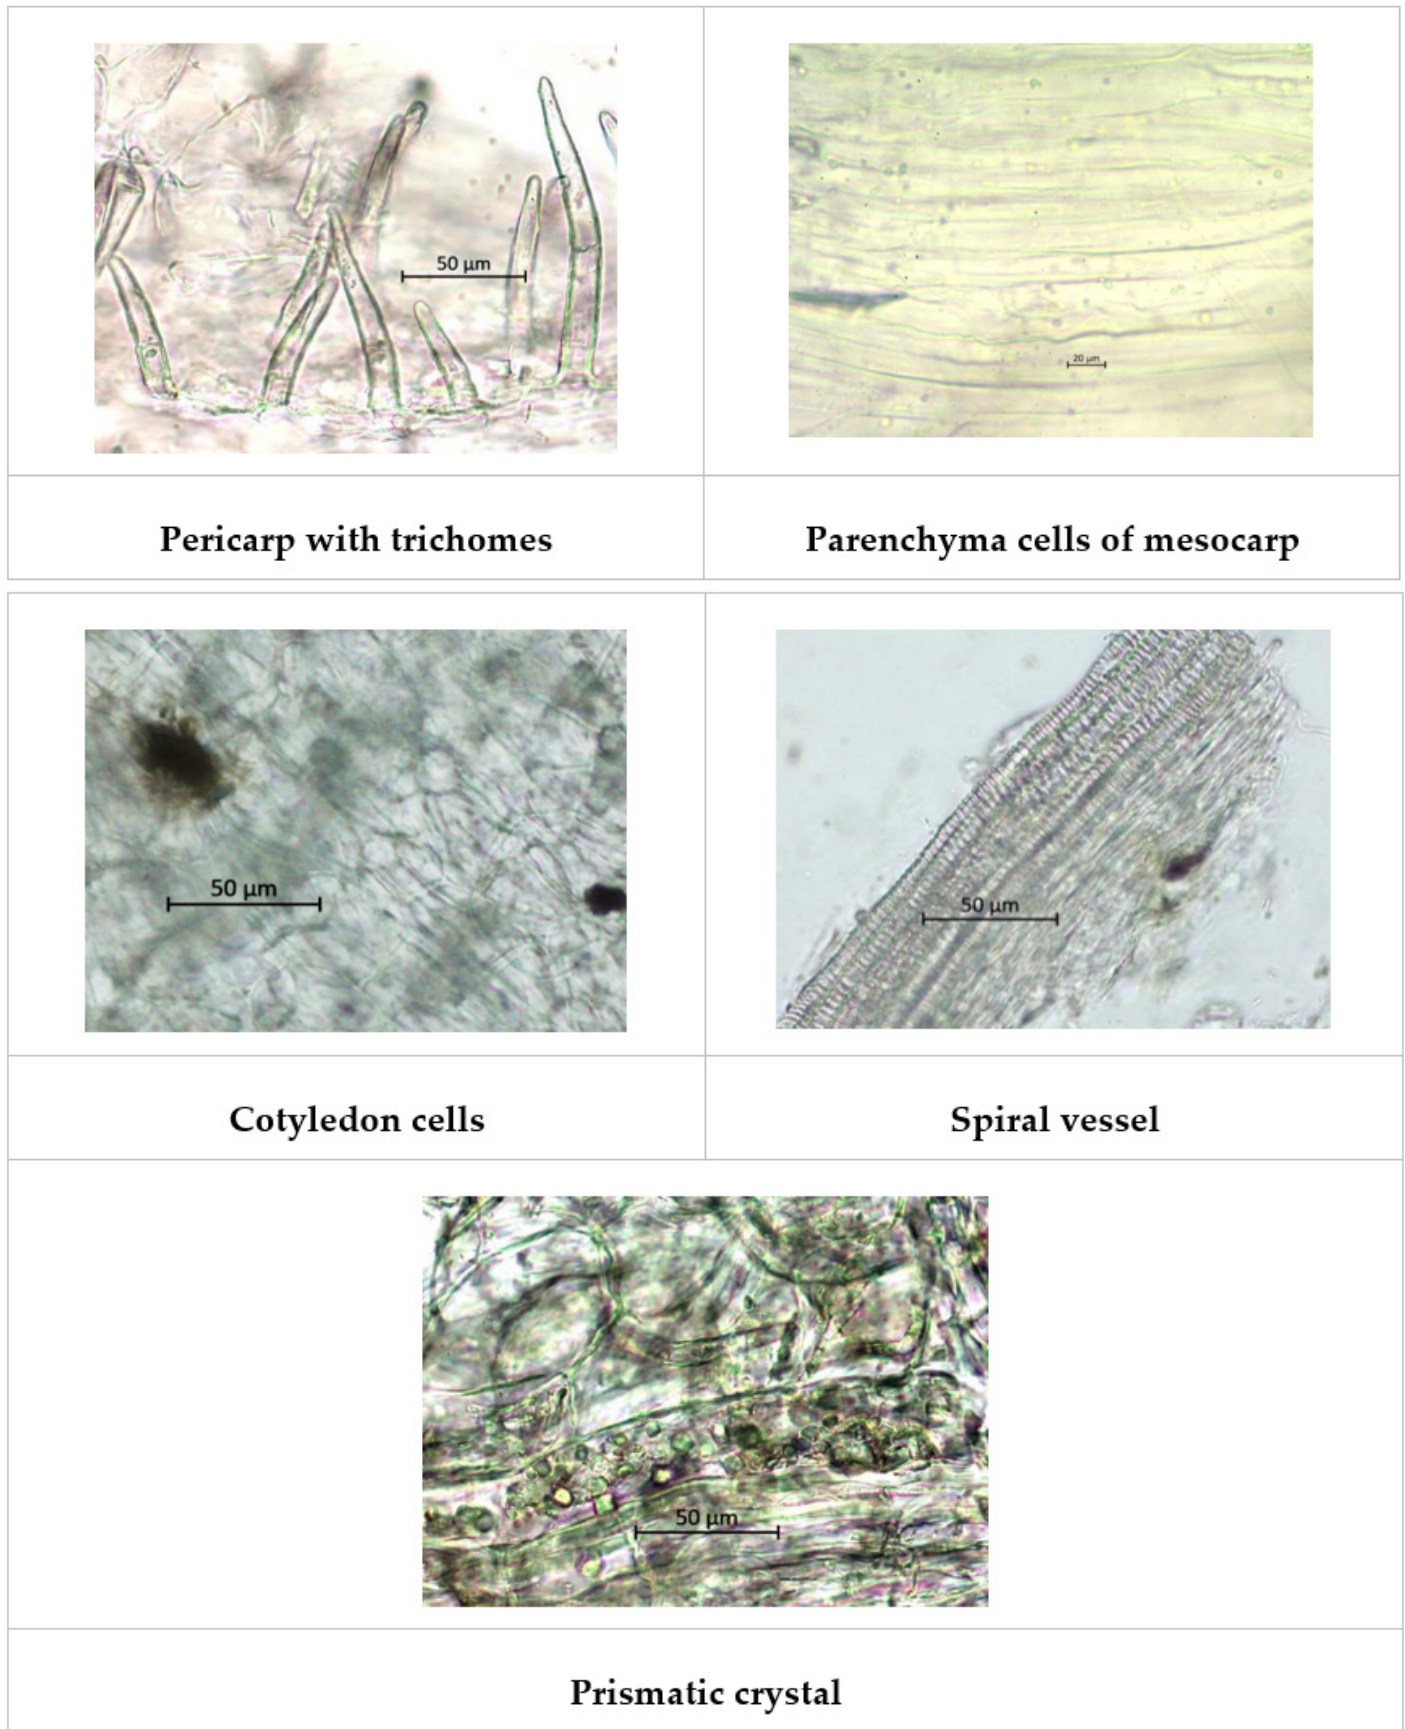 50 µm
20 µm
Pericarp with trichomes
Parenchyma cells of mesocarp
50 µm
50 µm
Cotyledon cells
Spiral vessel
50 µm
Prismatic crystal